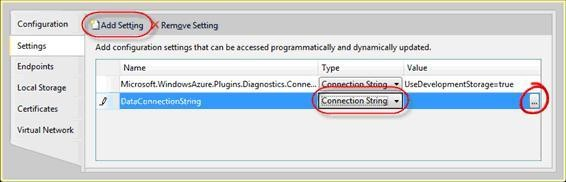 Configuration
Settings
Endpoints
Local Storage
Certificates
Virtual Network
Add Setting Remove Setting
Add configuration settings that can be accessed programmatically and dynamically updated.
Name Type Value
Microsoft.WindowsAzure.Plugins.Diagnostics.Conne... Connection String UseDevelopmentStorage=true
DataConnectionString Connection String ...